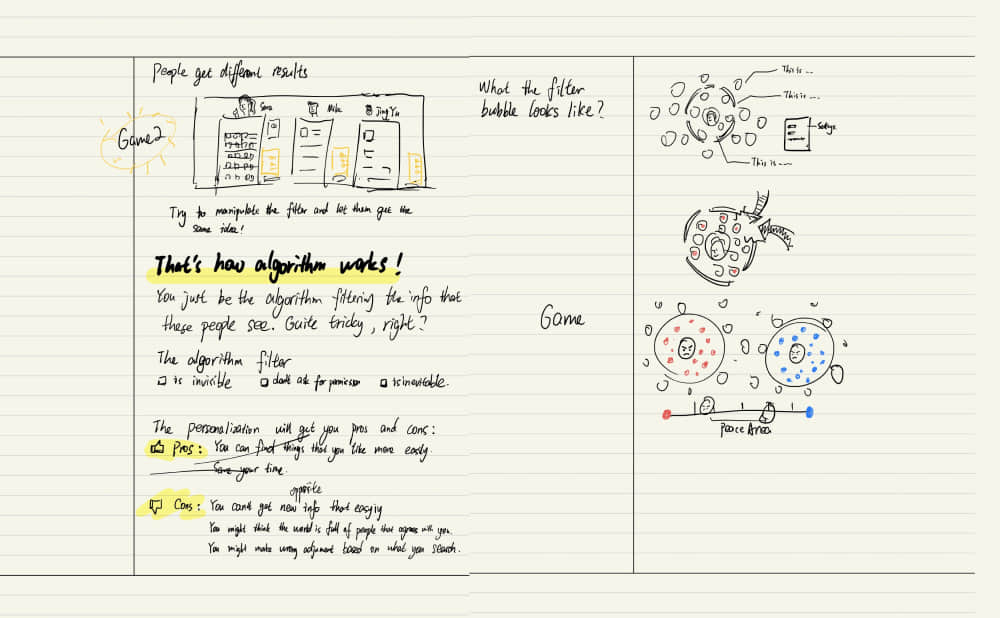 People get different results
Game 2
Sara
Mike
Jing Yu
Try to manipulate the filter and let them get the
same idea!
That's how algorithm works!
You just be the algorithm filtering the info that
these people see. Quite tricky, right?
The algorithm filter
is invisible
don't ask for permission
is inevitable.
The personalization will get you pros and cons:
Pros: You can find things that you like more easily.
Save your time.
opposite
Cons: You can't get new info that easily
You might think the world is full of people that agrees with you.
You might make wrong adjument based on what you search.
What the filter
bubble looks like?
This is ...
This is ...
This is ...
Game
Peace Area